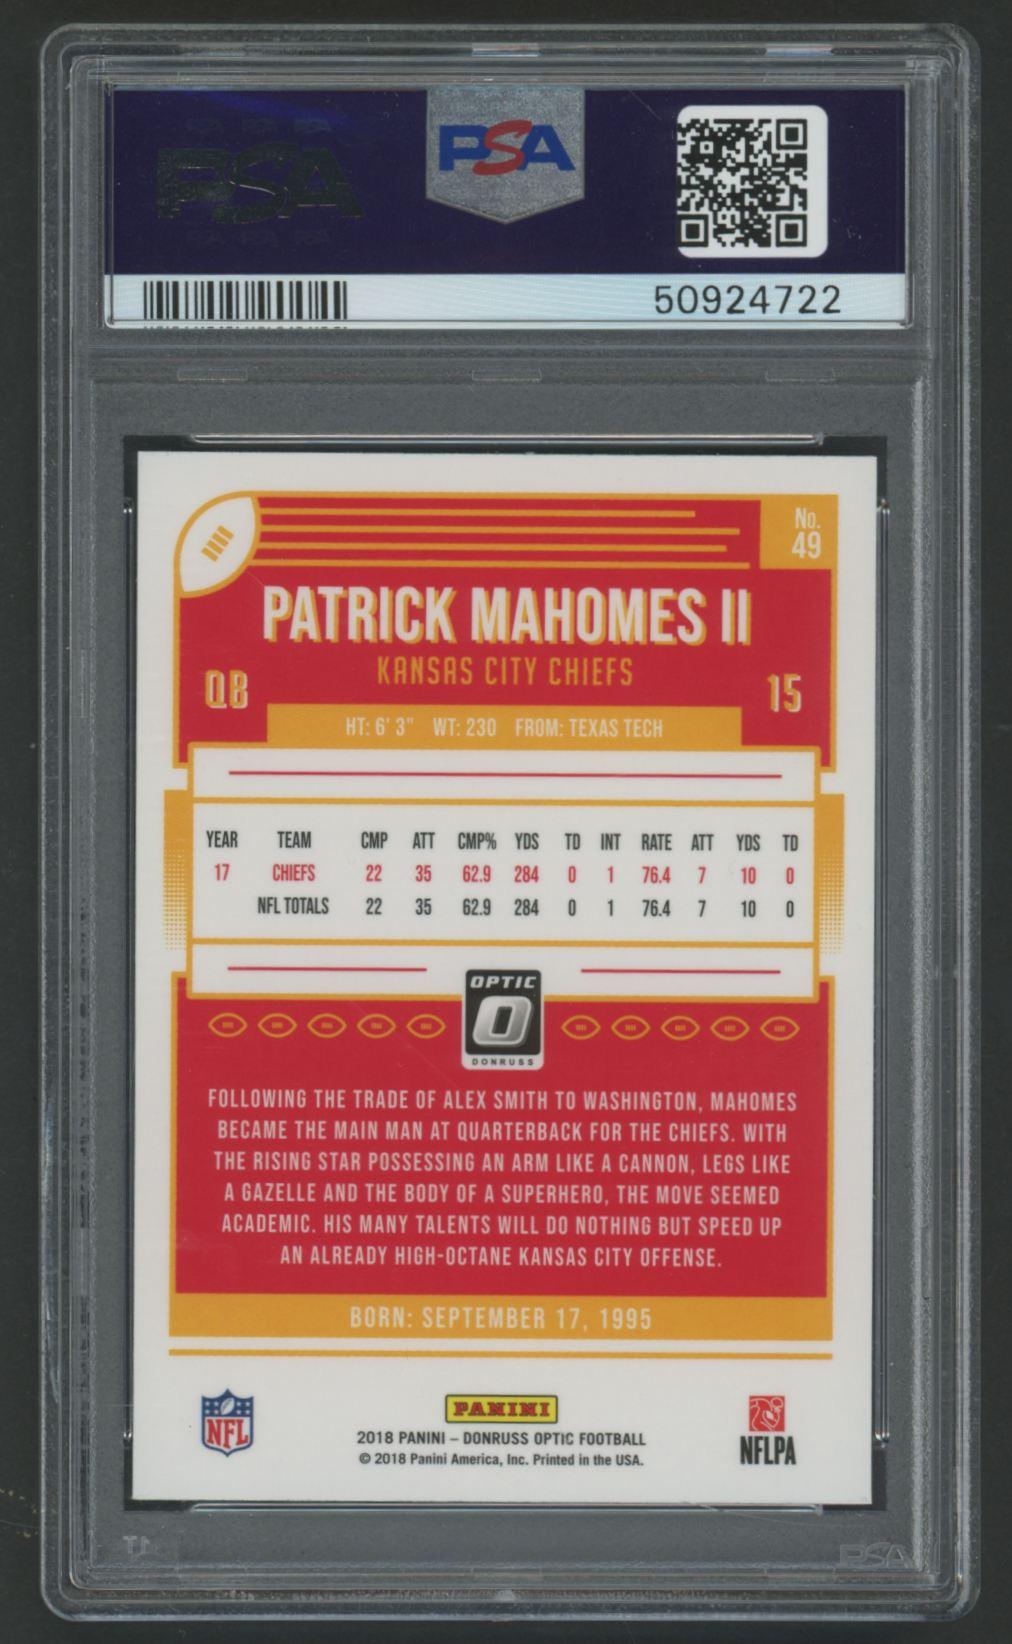 PSA
PSA
50924722
No.
49
PATRICK MAHOMES II
KANSAS CITY CHIEFS
QB
15
HT: 6' 3" WT: 230 FROM: TEXAS TECH
YEAR TEAM CMP ATT CMP% YDS TD INT RATE ATT YDS TD
17 CHIEFS 22 35 62.9 284 0 1 76.4 7 10 0
NFL TOTALS 22 35 62.9 284 0 1 76.4 7 10 0
OPTIC
O
DONRUSS
FOLLOWING THE TRADE OF ALEX SMITH TO WASHINGTON, MAHOMES
BECAME THE MAIN MAN AT QUARTERBACK FOR THE CHIEFS. WITH
THE RISING STAR POSSESSING AN ARM LIKE A CANNON, LEGS LIKE
A GAZELLE AND THE BODY OF A SUPERHERO, THE MOVE SEEMED
ACADEMIC. HIS MANY TALENTS WILL DO NOTHING BUT SPEED UP
AN ALREADY HIGH-OCTANE KANSAS CITY OFFENSE.
BORN: SEPTEMBER 17, 1995
NFL
PANINI
2018 PANINI – DONRUSS OPTIC FOOTBALL
© 2018 Panini America, Inc. Printed in the USA.
NFLPA
PSA